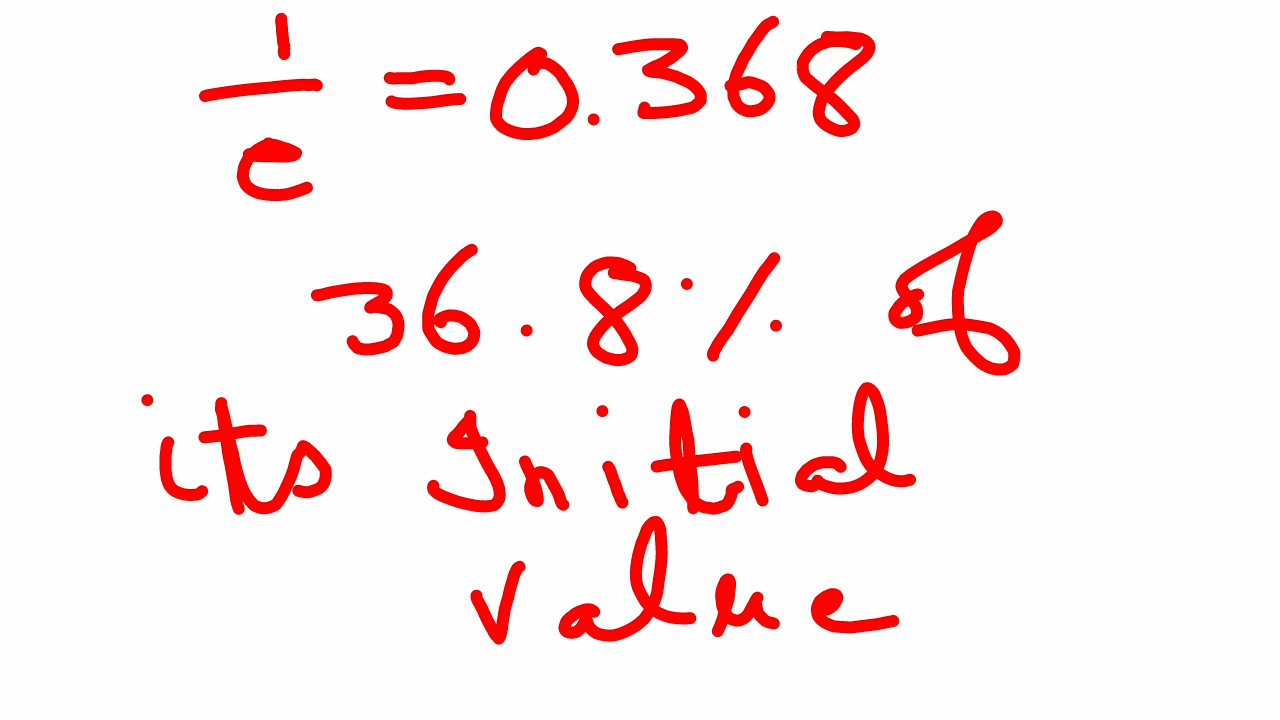 1/e = 0.368
36.8% of
its Initial
value